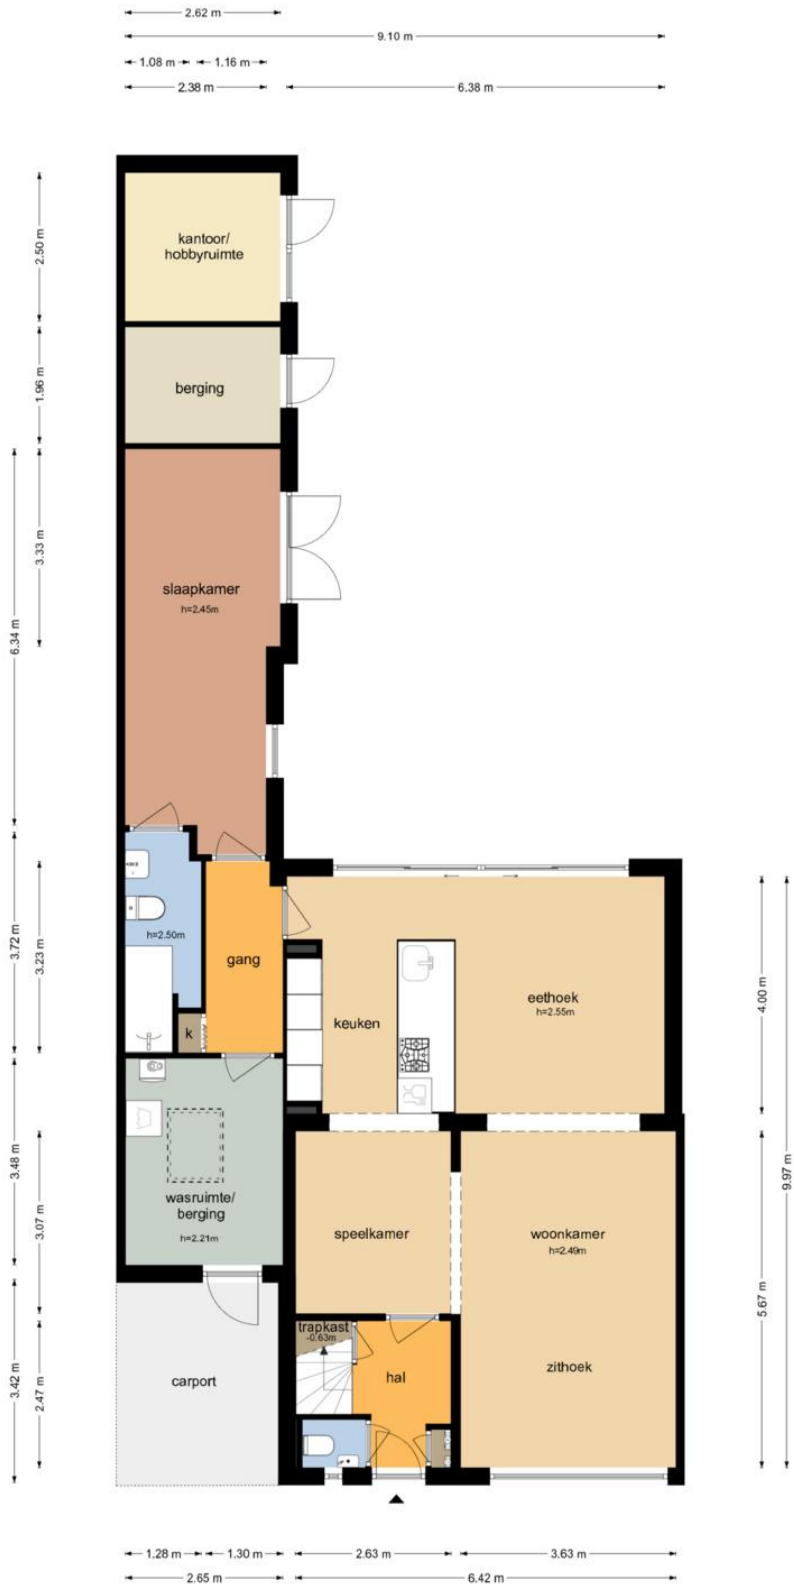 2.62 m
9.10 m
1.08 m
1.16 m
2.38 m
6.38 m
2.50 m
kantoor/
hobbyruimte
1.96 m
berging
6.34 m
3.33 m
slaapkamer
h=2.45m
3.72 m
3.23 m
h=2.50m
gang
k
keuken
eethoek
h=2.55m
4.00 m
9.97 m
3.48 m
3.07 m
wasruimte/
berging
h=2.21m
speelkamer
woonkamer
h=2.49m
5.67 m
3.42 m
2.47 m
trapkast
-0.63m
hal
zithoek
carport
1.28 m
1.30 m
2.63 m
3.63 m
2.65 m
6.42 m